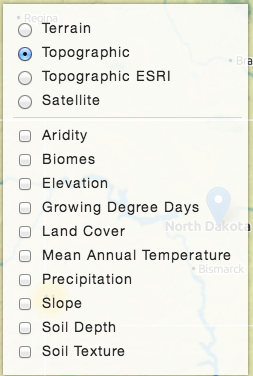 Regina
Terrain
Topographic
Bra
Topographic ESRI
Satellite
Aridity
Biomes
Elevation
Growing Degree Days
North Dakota
Land Cover
Mean Annual Temperature
Bismarck
Precipitation
Slope
Soil Depth
Soil Texture